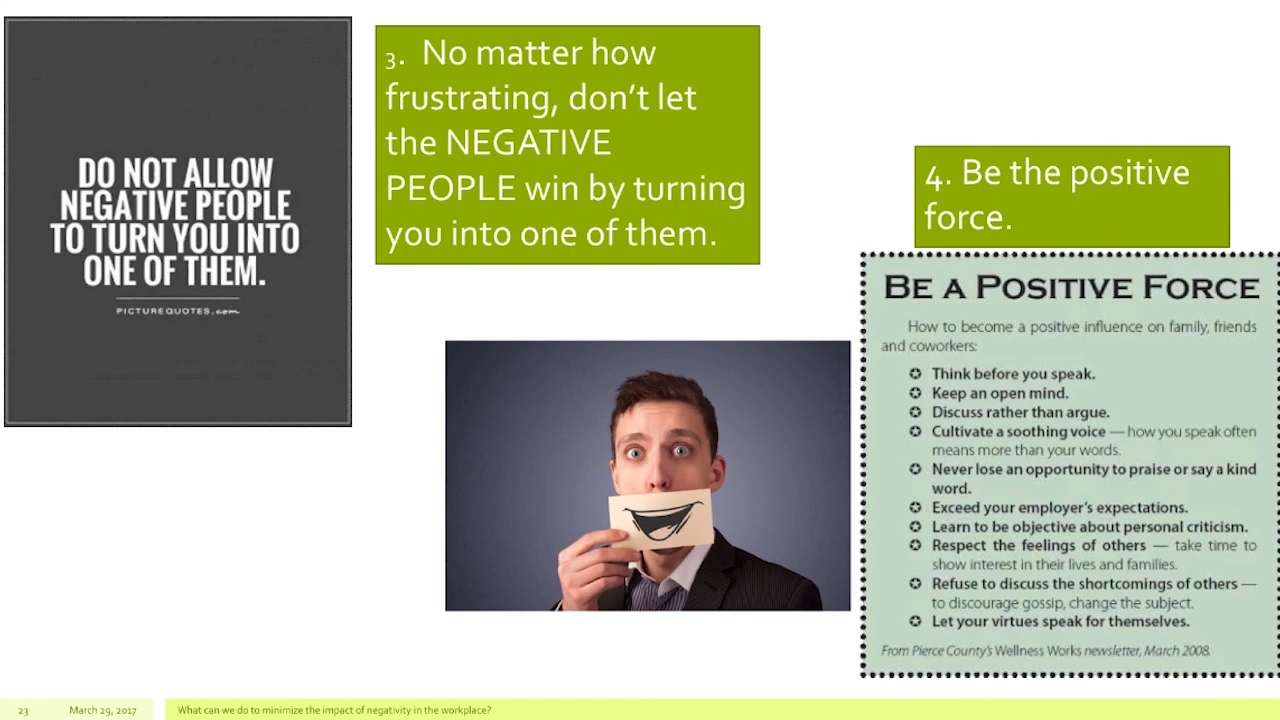 DO NOT ALLOW
NEGATIVE PEOPLE
TO TURN YOU INTO
ONE OF THEM.
PICTUREQUOTES.com
3. No matter how
frustrating, don’t let
the NEGATIVE
PEOPLE win by turning
you into one of them.
4. Be the positive
force.
BE A POSITIVE FORCE
How to become a positive influence on family, friends
and coworkers:
✪ Think before you speak.
✪ Keep an open mind.
✪ Discuss rather than argue.
✪ Cultivate a soothing voice — how you speak often
means more than your words.
✪ Never lose an opportunity to praise or say a kind
word.
✪ Exceed your employer’s expectations.
✪ Learn to be objective about personal criticism.
✪ Respect the feelings of others — take time to
show interest in their lives and families.
✪ Refuse to discuss the shortcomings of others —
to discourage gossip, change the subject.
✪ Let your virtues speak for themselves.
From Pierce County’s Wellness Works newsletter, March 2008.
23 March 29, 2017 What can we do to minimize the impact of negativity in the workplace?